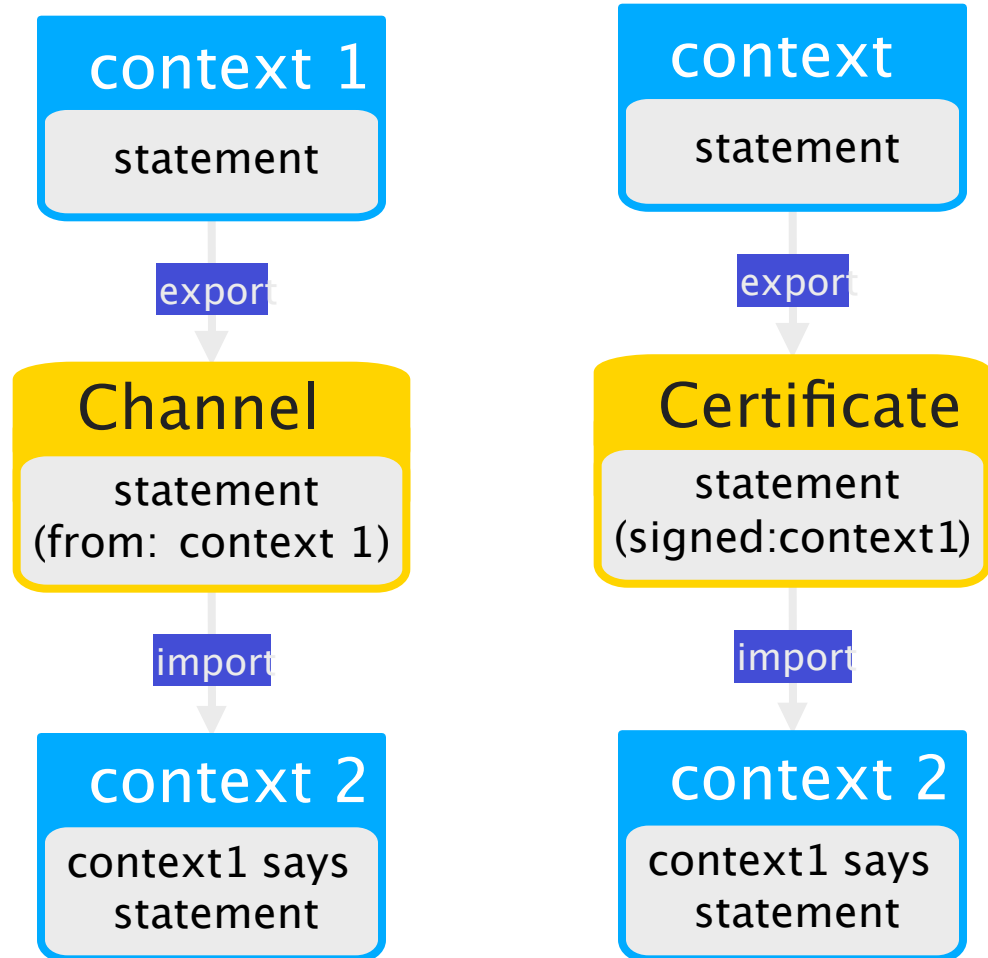 context 1
statement
export
Channel
statement
(from: context 1)
import
context 2
context1 says
statement
context
statement
export
Certificate
statement
(signed:context1)
import
context 2
context1 says
statement